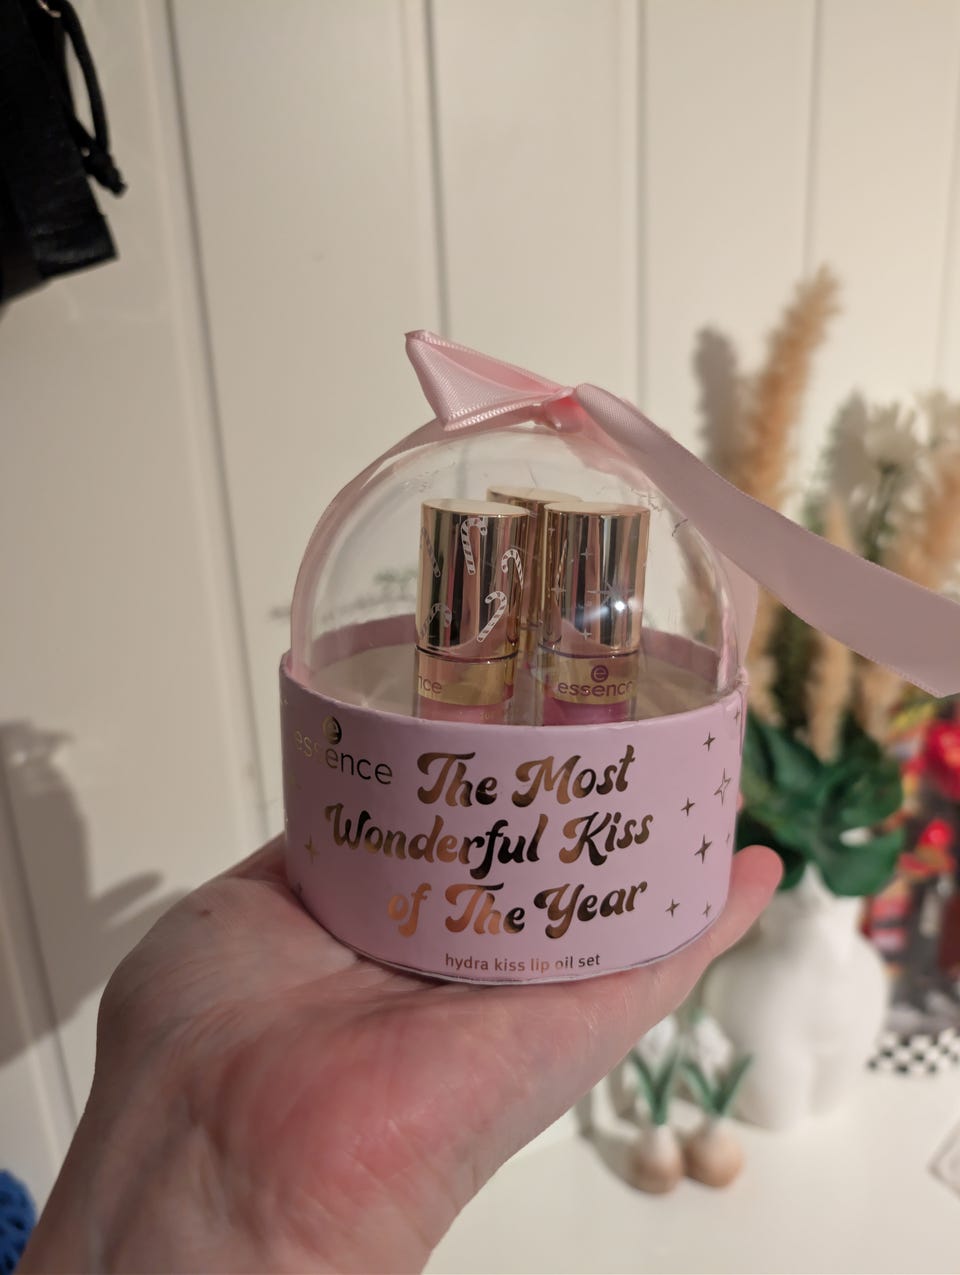 essence
essence
The Most
Wonderful Kiss
of The Year
hydra kiss lip oil set